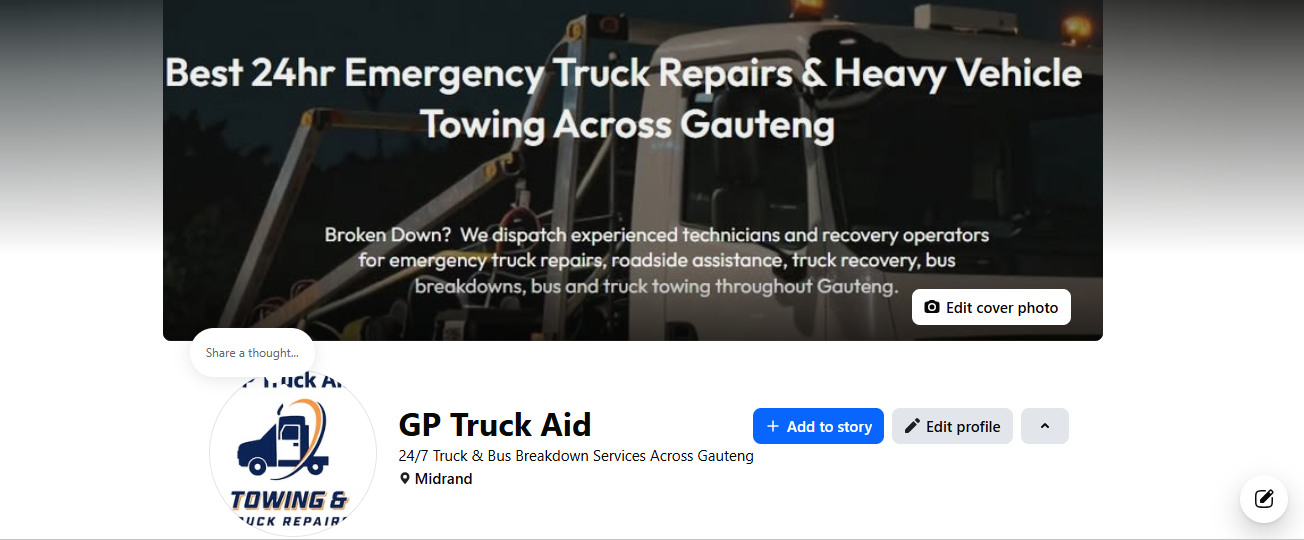 Best 24hr Emergency Truck Repairs & Heavy Vehicle
Towing Across Gauteng
Broken Down? We dispatch experienced technicians and recovery operators
for emergency truck repairs, roadside assistance, truck recovery, bus
breakdowns, bus and truck towing throughout Gauteng.
Edit cover photo
Share a thought...
Truck
TOWING &
GP Truck Aid
24/7 Truck & Bus Breakdown Services Across Gauteng
Midrand
+ Add to story
Edit profile